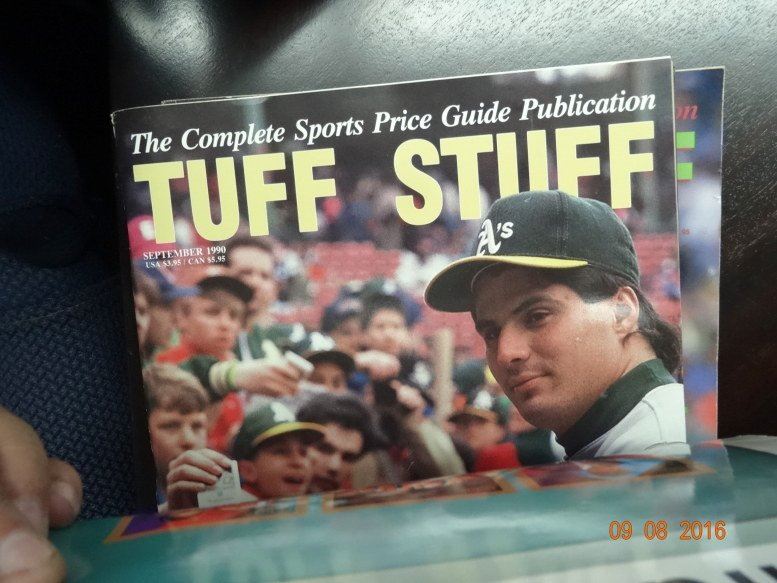 The Complete Sports Price Guide Publication
TUFF STUFF
SEPTEMBER 1990
USA $3.95 / CAN $5.95
A's
on
09 08 2016